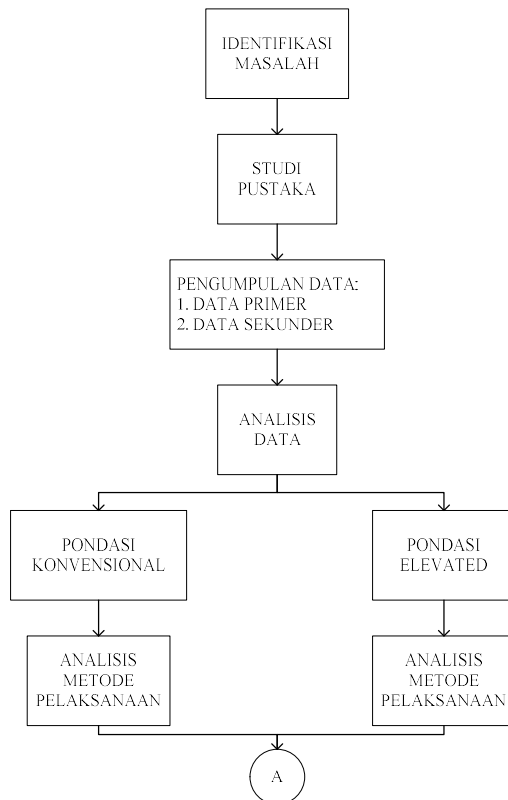 IDENTIFIKASI
MASALAH
STUDI
PUSTAKA
PENGUMPULAN DATA:
1. DATA PRIMER
2. DATA SEKUNDER
ANALISIS
DATA
PONDASI
KONVENSIONAL
PONDASI
ELEVATED
ANALISIS
METODE
PELAKSANAAN
ANALISIS
METODE
PELAKSANAAN
A